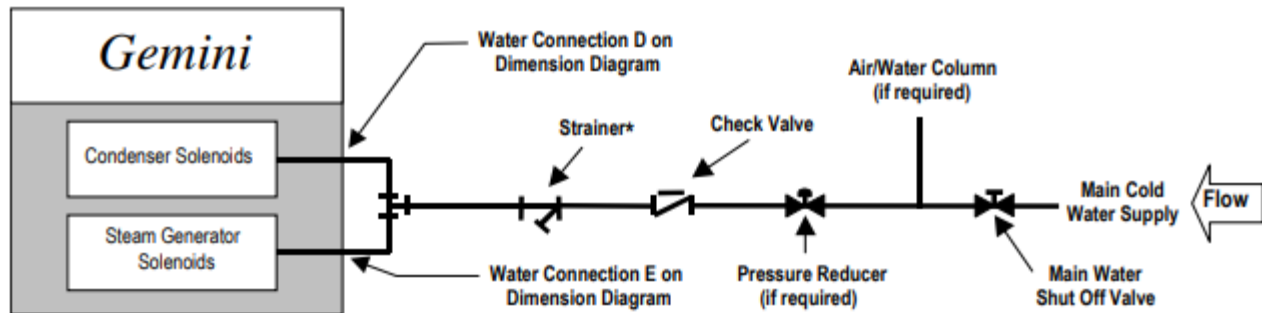 Gemini
Condenser Solenoids
Steam Generator
Solenoids
Water Connection D on
Dimension Diagram
Strainer*
Check Valve
Air/Water Column
(if required)
Main Cold
Water Supply
Flow
Water Connection E on
Dimension Diagram
Pressure Reducer
(if required)
Main Water
Shut Off Valve